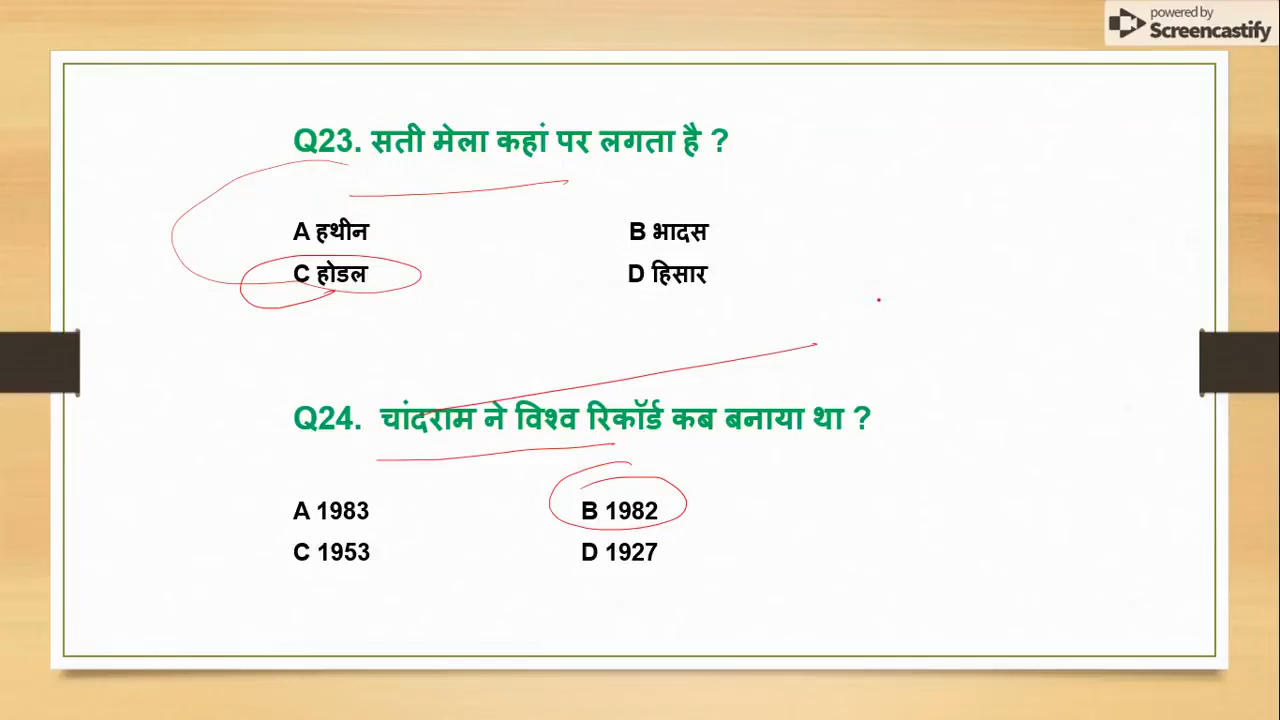 powered by
Screencastify
Q23. सती मेला कहां पर लगता है ?
A हथीन B भादस
C होडल D हिसार
Q24. चांदराम ने विश्व रिकॉर्ड कब बनाया था ?
A 1983 B 1982
C 1953 D 1927